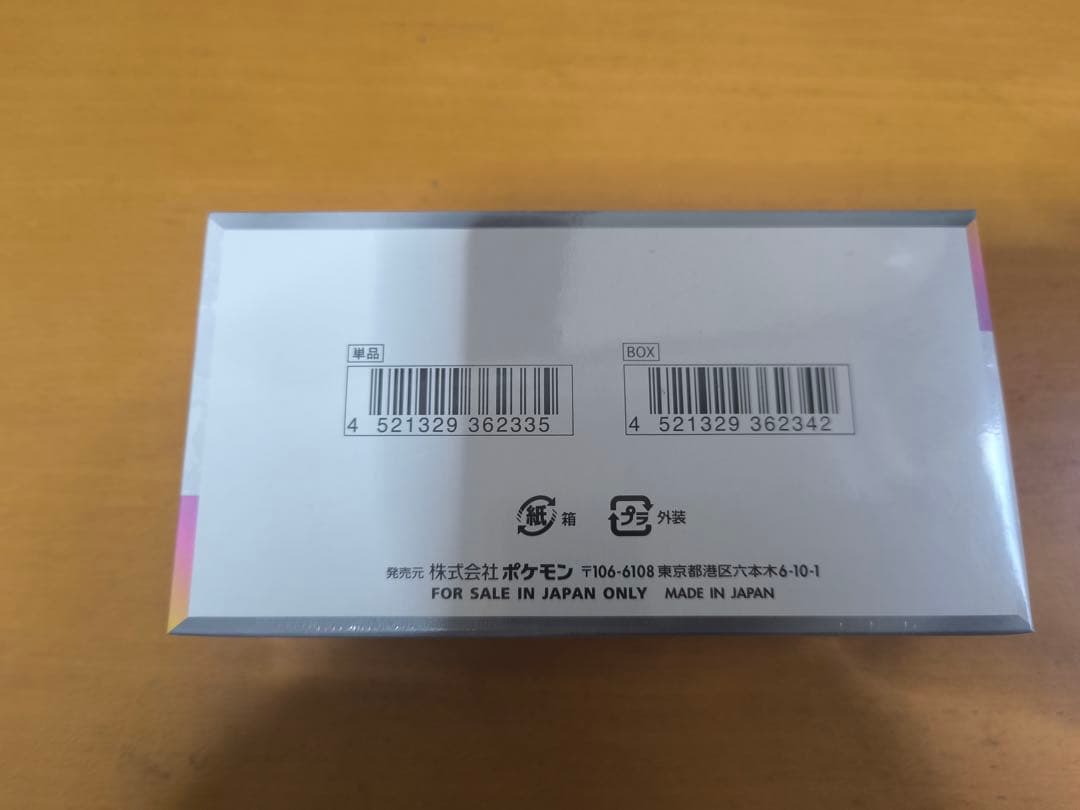 単品
4 521329 362335
BOX
4 521329 362342
紙 箱
プラ 外装
発売元 株式会社ポケモン 〒106-6108 東京都港区六本木6-10-1
FOR SALE IN JAPAN ONLY MADE IN JAPAN